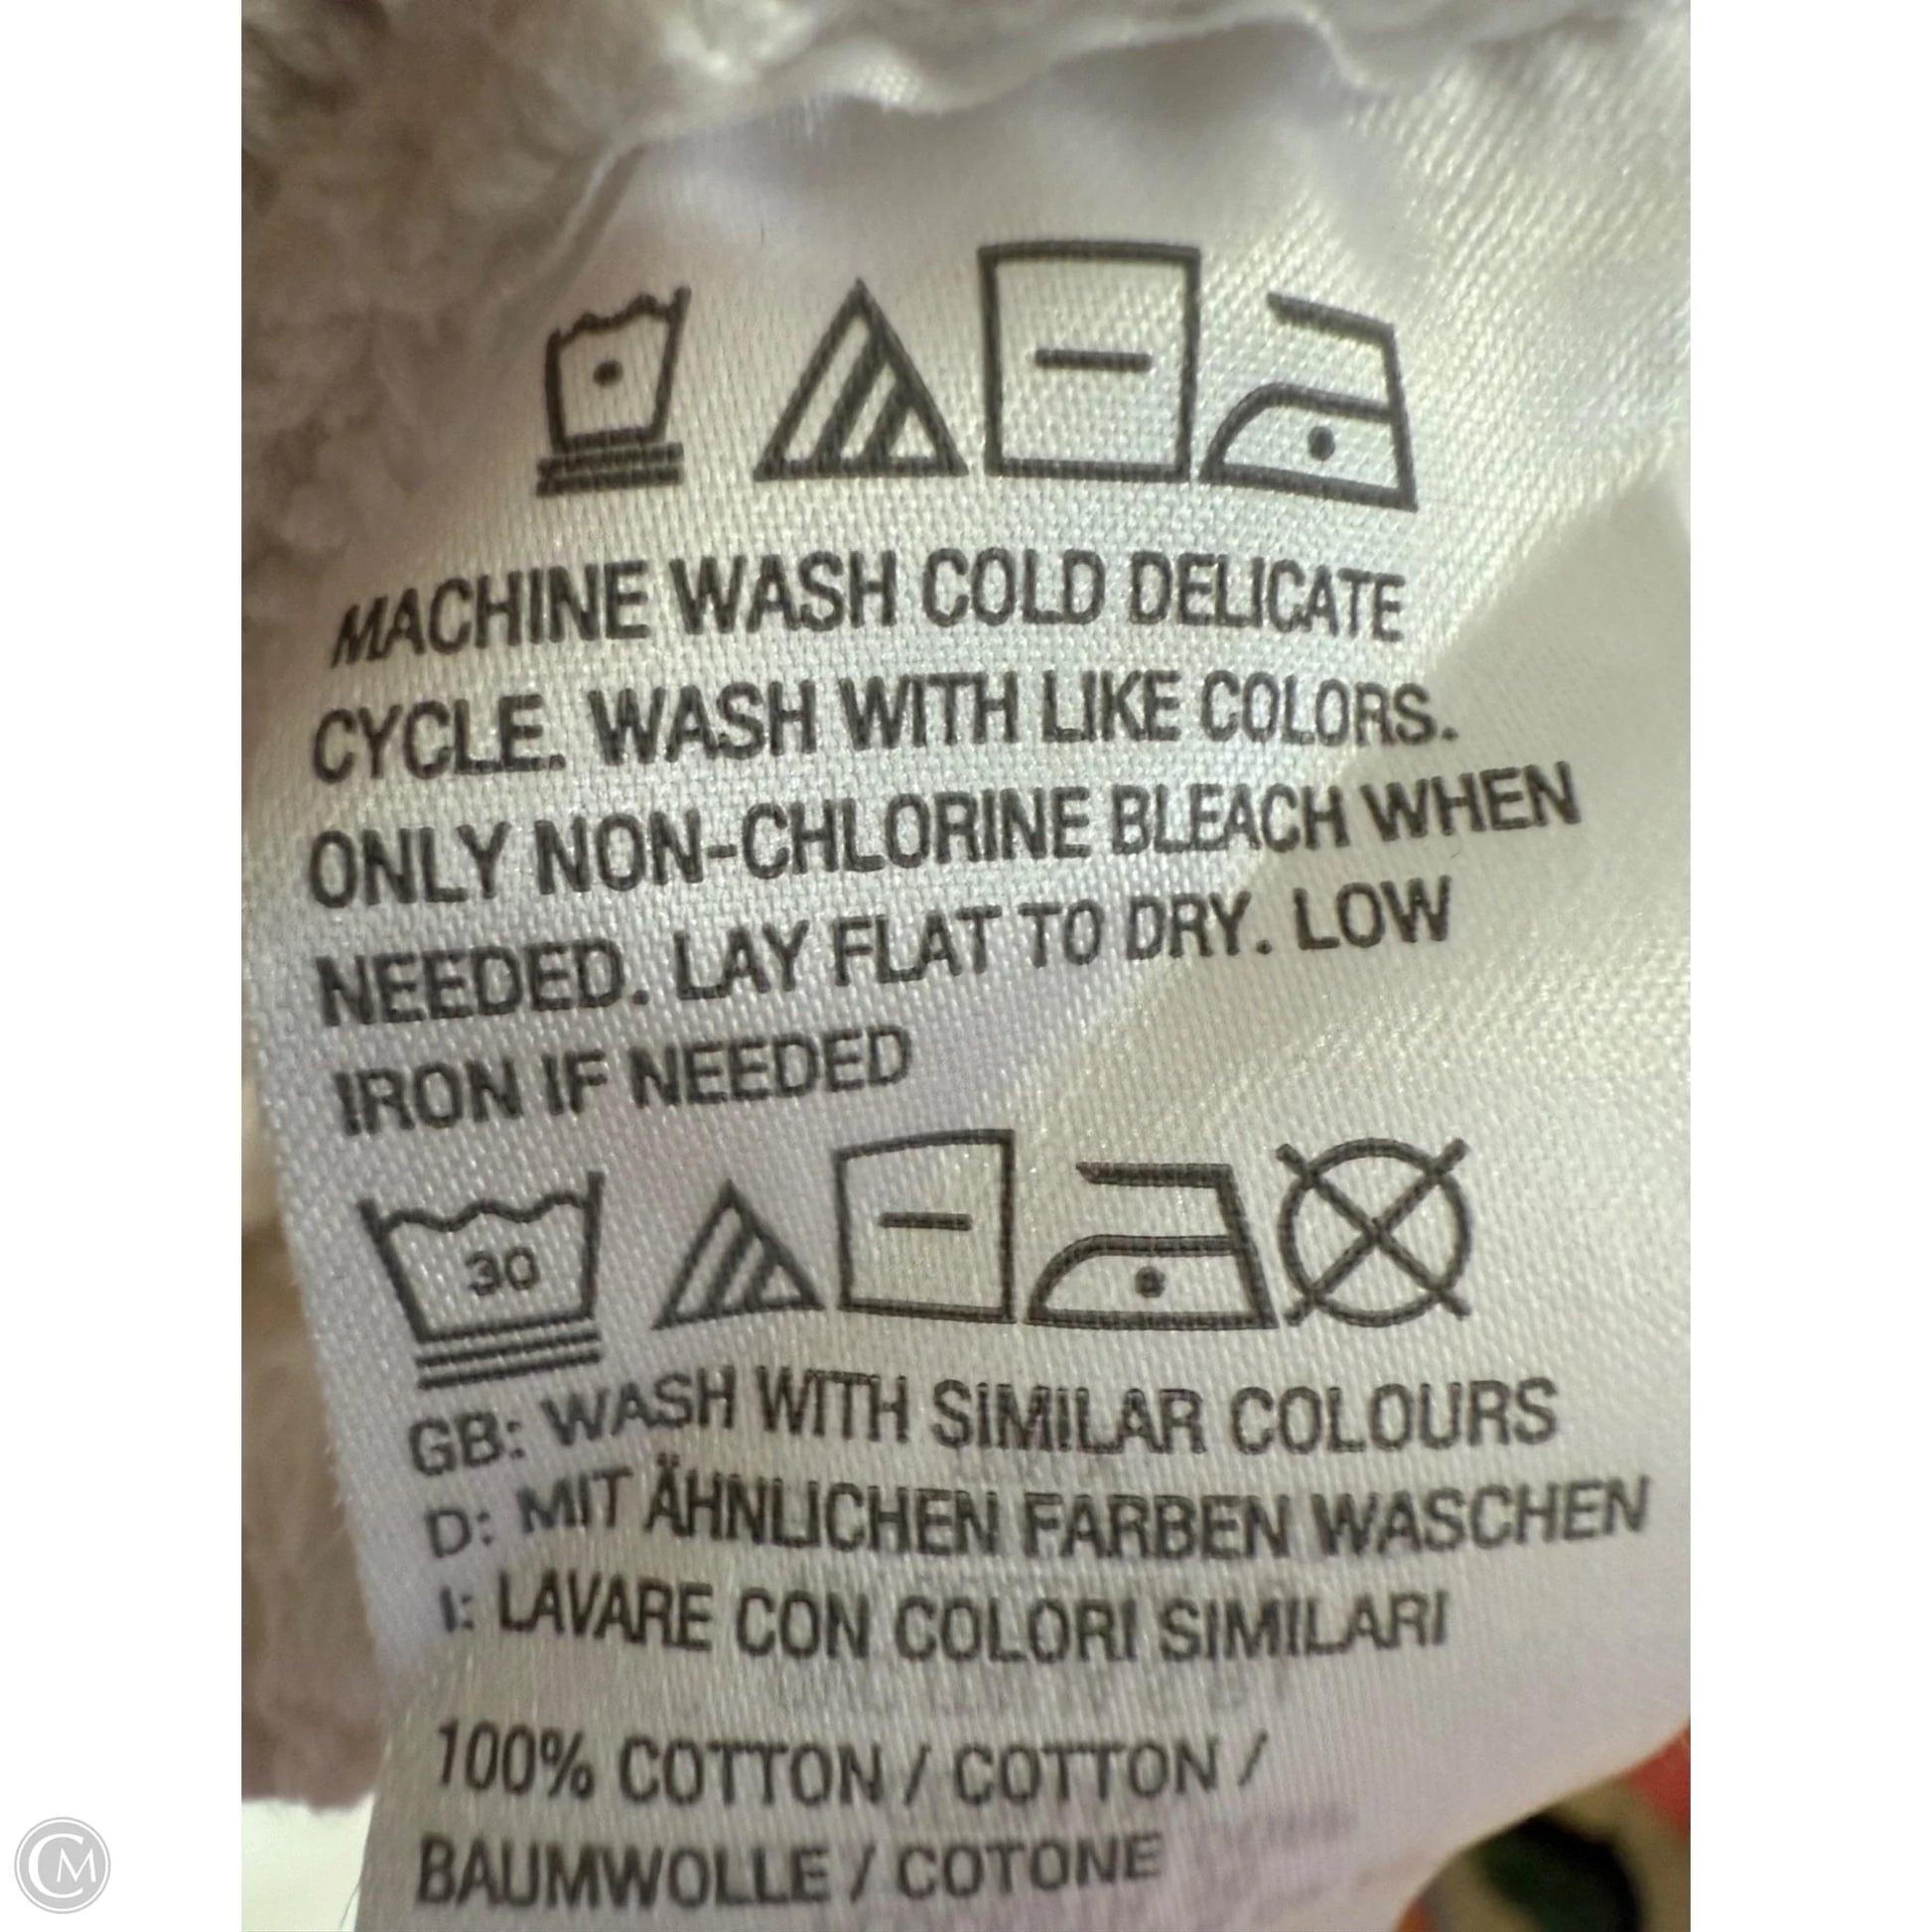 MACHINE WASH COLD DELICATE
CYCLE. WASH WITH LIKE COLORS.
ONLY NON-CHLORINE BLEACH WHEN
NEEDED. LAY FLAT TO DRY. LOW
IRON IF NEEDED
30
GB: WASH WITH SIMILAR COLOURS
D: MIT ÄHNLICHEN FARBEN WASCHEN
I: LAVARE CON COLORI SIMILARI
100% COTTON / COTTON /
BAUMWOLLE / COTONE
CM